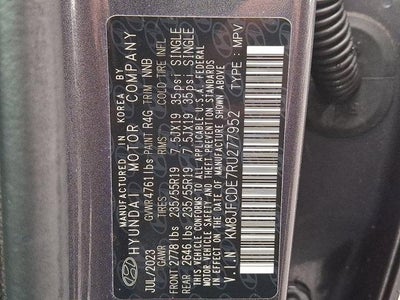 MANUFACTURED IN KOREA BY
HYUNDAI MOTOR COMPANY
JUL/2023 GVWR 4761lbs PAINT R4G TRIM NNB
GAWR TIRES RIMS COLD TIRE INFL
FRONT 2778 lbs 235/55R19 7.5JX19 35psi SINGLE
REAR 2646 lbs 235/55R19 7.5JX19 35psi SINGLE
THIS VEHICLE CONFORMS TO
ALL APPLICABLE U.S.A. FEDERAL
MOTOR VEHICLE SAFETY AND
THEFT PREVENTION STANDARDS
IN EFFECT ON THE DATE OF
MANUFACTURE SHOWN ABOVE.
V.I.N : KM8JFCDE7RU277952 TYPE : MPV